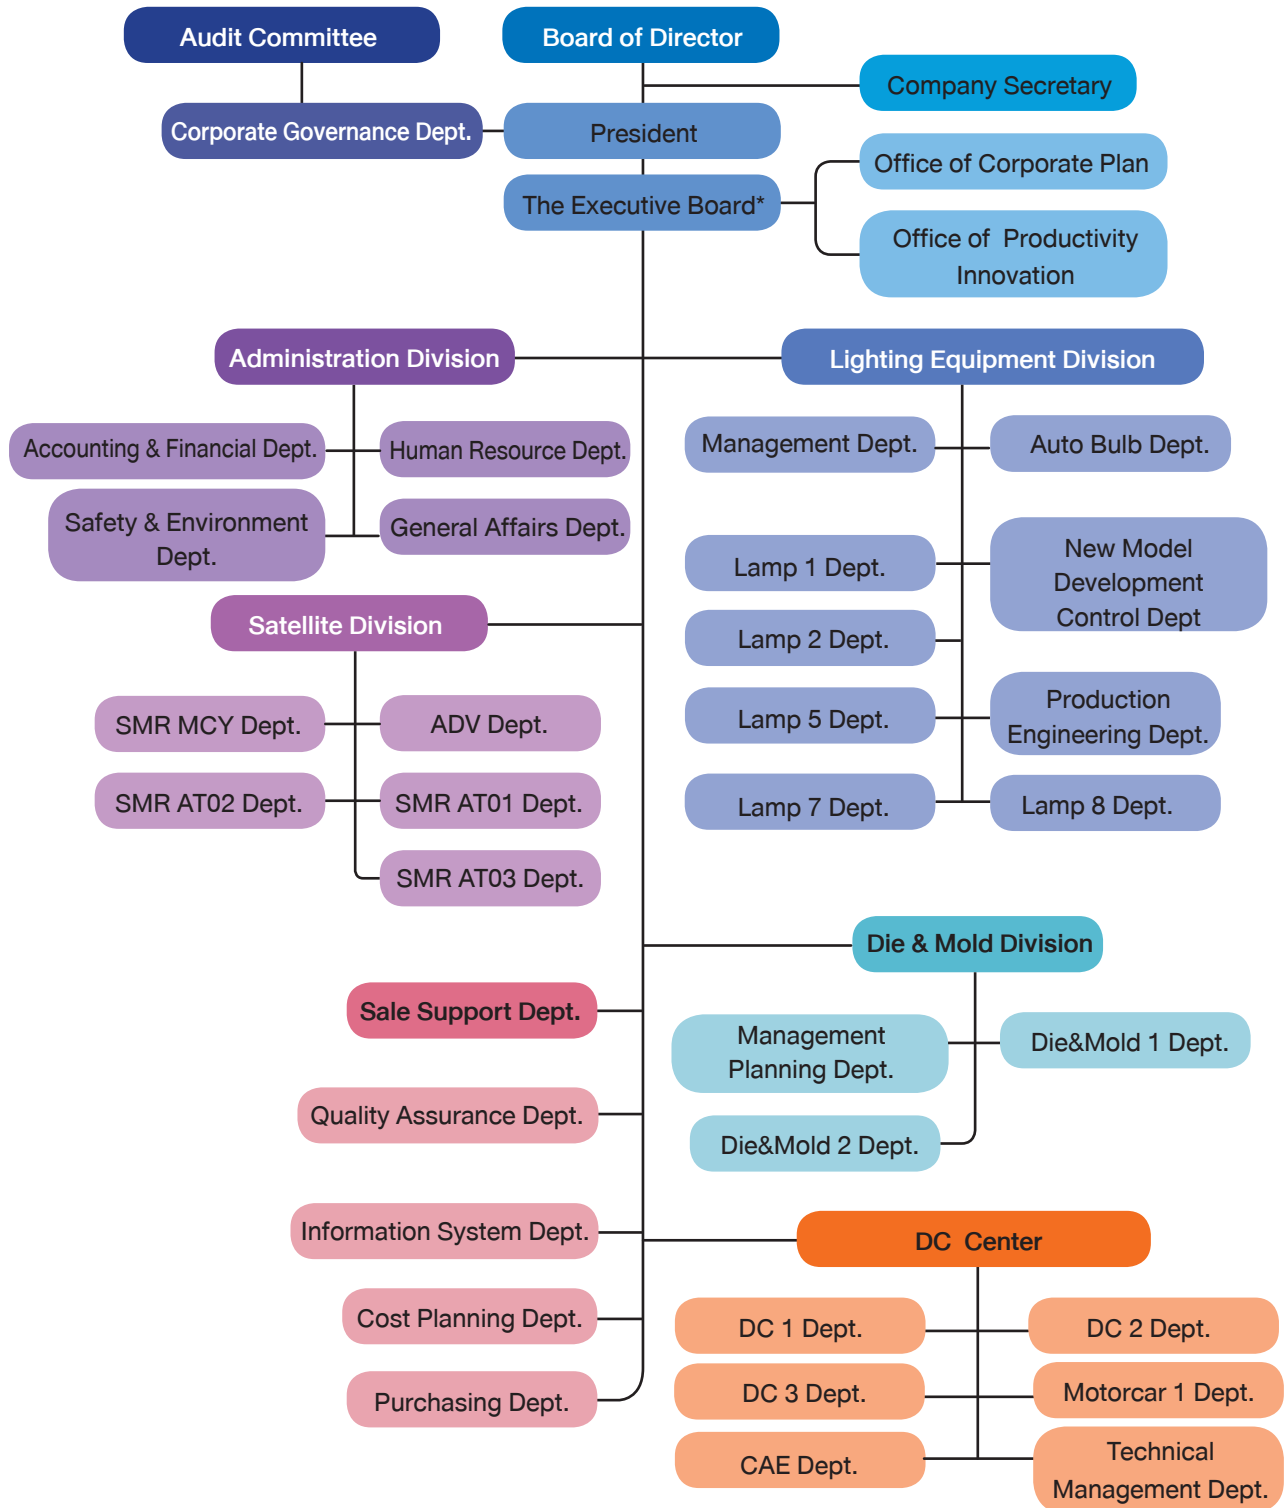 Audit Committee
Board of Director
Company Secretary
Corporate Governance Dept.
President
Office of Corporate Plan
The Executive Board*
Office of Productivity
Innovation
Administration Division
Lighting Equipment Division
Accounting & Financial Dept.
Human Resource Dept.
Management Dept.
Auto Bulb Dept.
Safety & Environment
Dept.
General Affairs Dept.
Lamp 1 Dept.
New Model
Development
Control Dept
Satellite Division
Lamp 2 Dept.
SMR MCY Dept.
ADV Dept.
Lamp 5 Dept.
Production
Engineering Dept.
SMR AT02 Dept.
SMR AT01 Dept.
Lamp 7 Dept.
Lamp 8 Dept.
SMR AT03 Dept.
Die & Mold Division
Sale Support Dept.
Management
Planning Dept.
Die&Mold 1 Dept.
Quality Assurance Dept.
Die&Mold 2 Dept.
Information System Dept.
DC Center
Cost Planning Dept.
DC 1 Dept.
DC 2 Dept.
Purchasing Dept.
DC 3 Dept.
Motorcar 1 Dept.
CAE Dept.
Technical
Management Dept.